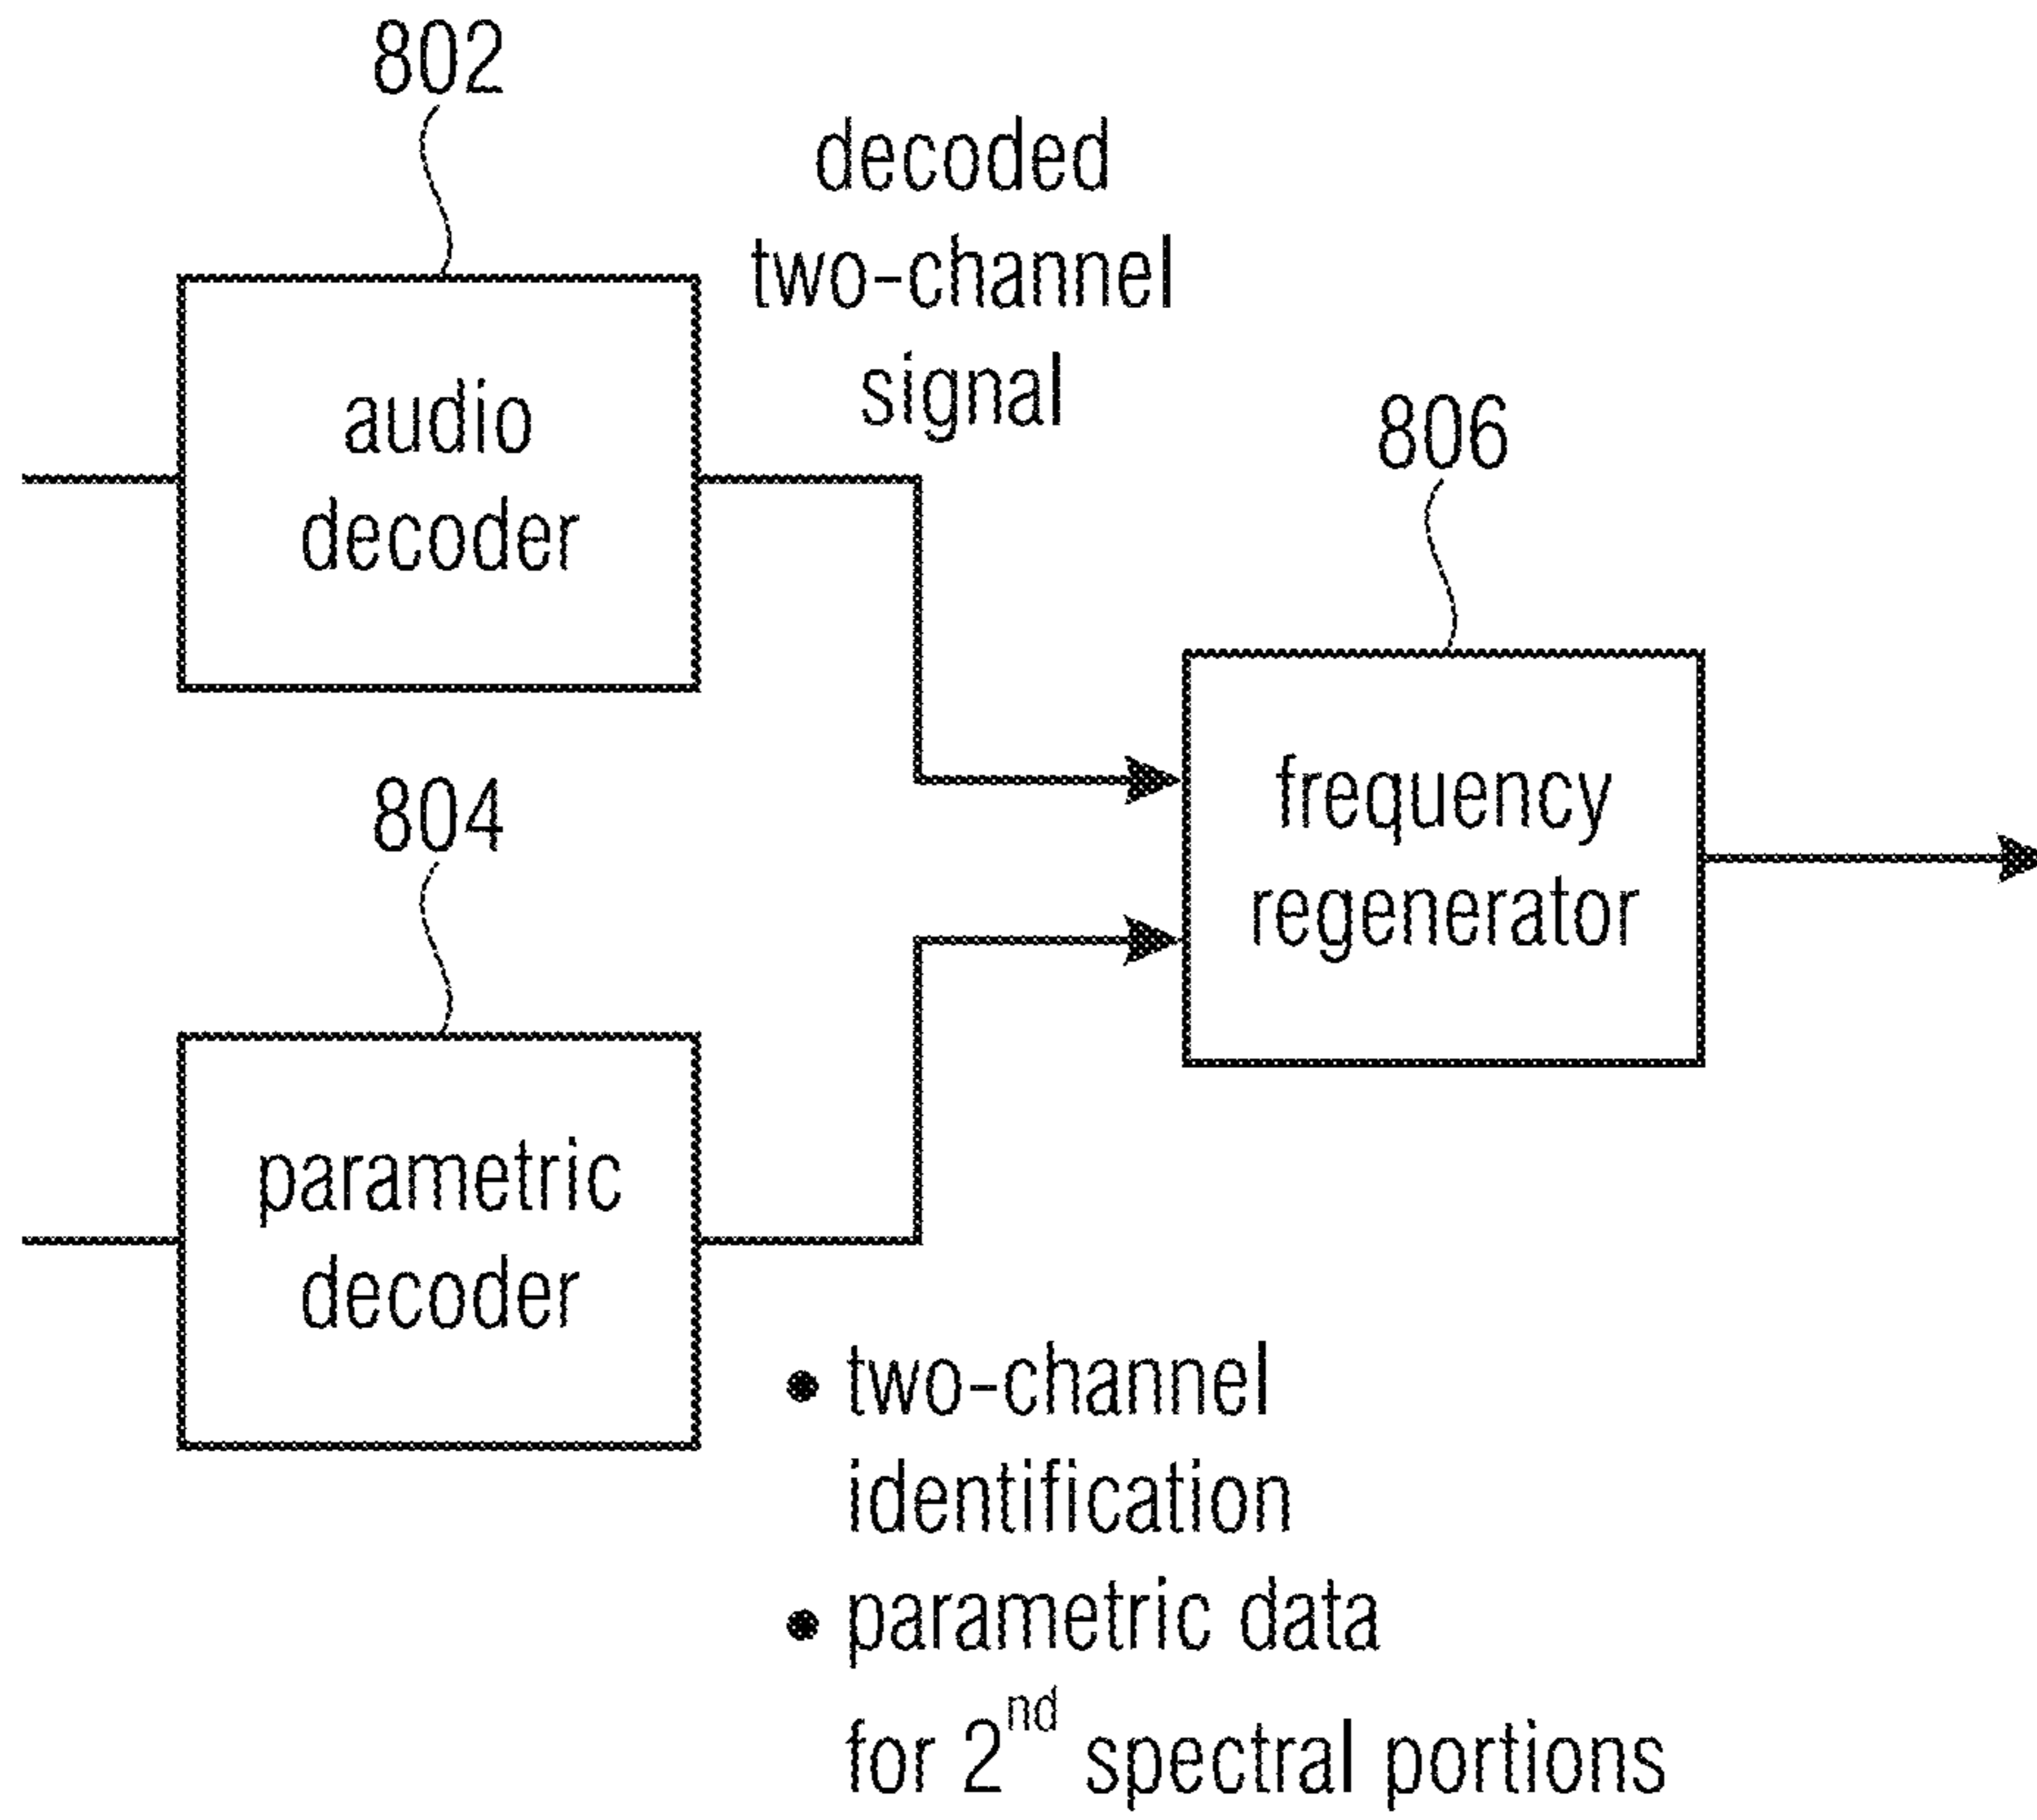 802
decoded
two-channel
signal
audio
decoder
806
frequency
regenerator
804
parametric
decoder
• two-channel
identification
• parametric data
for 2nd spectral portions